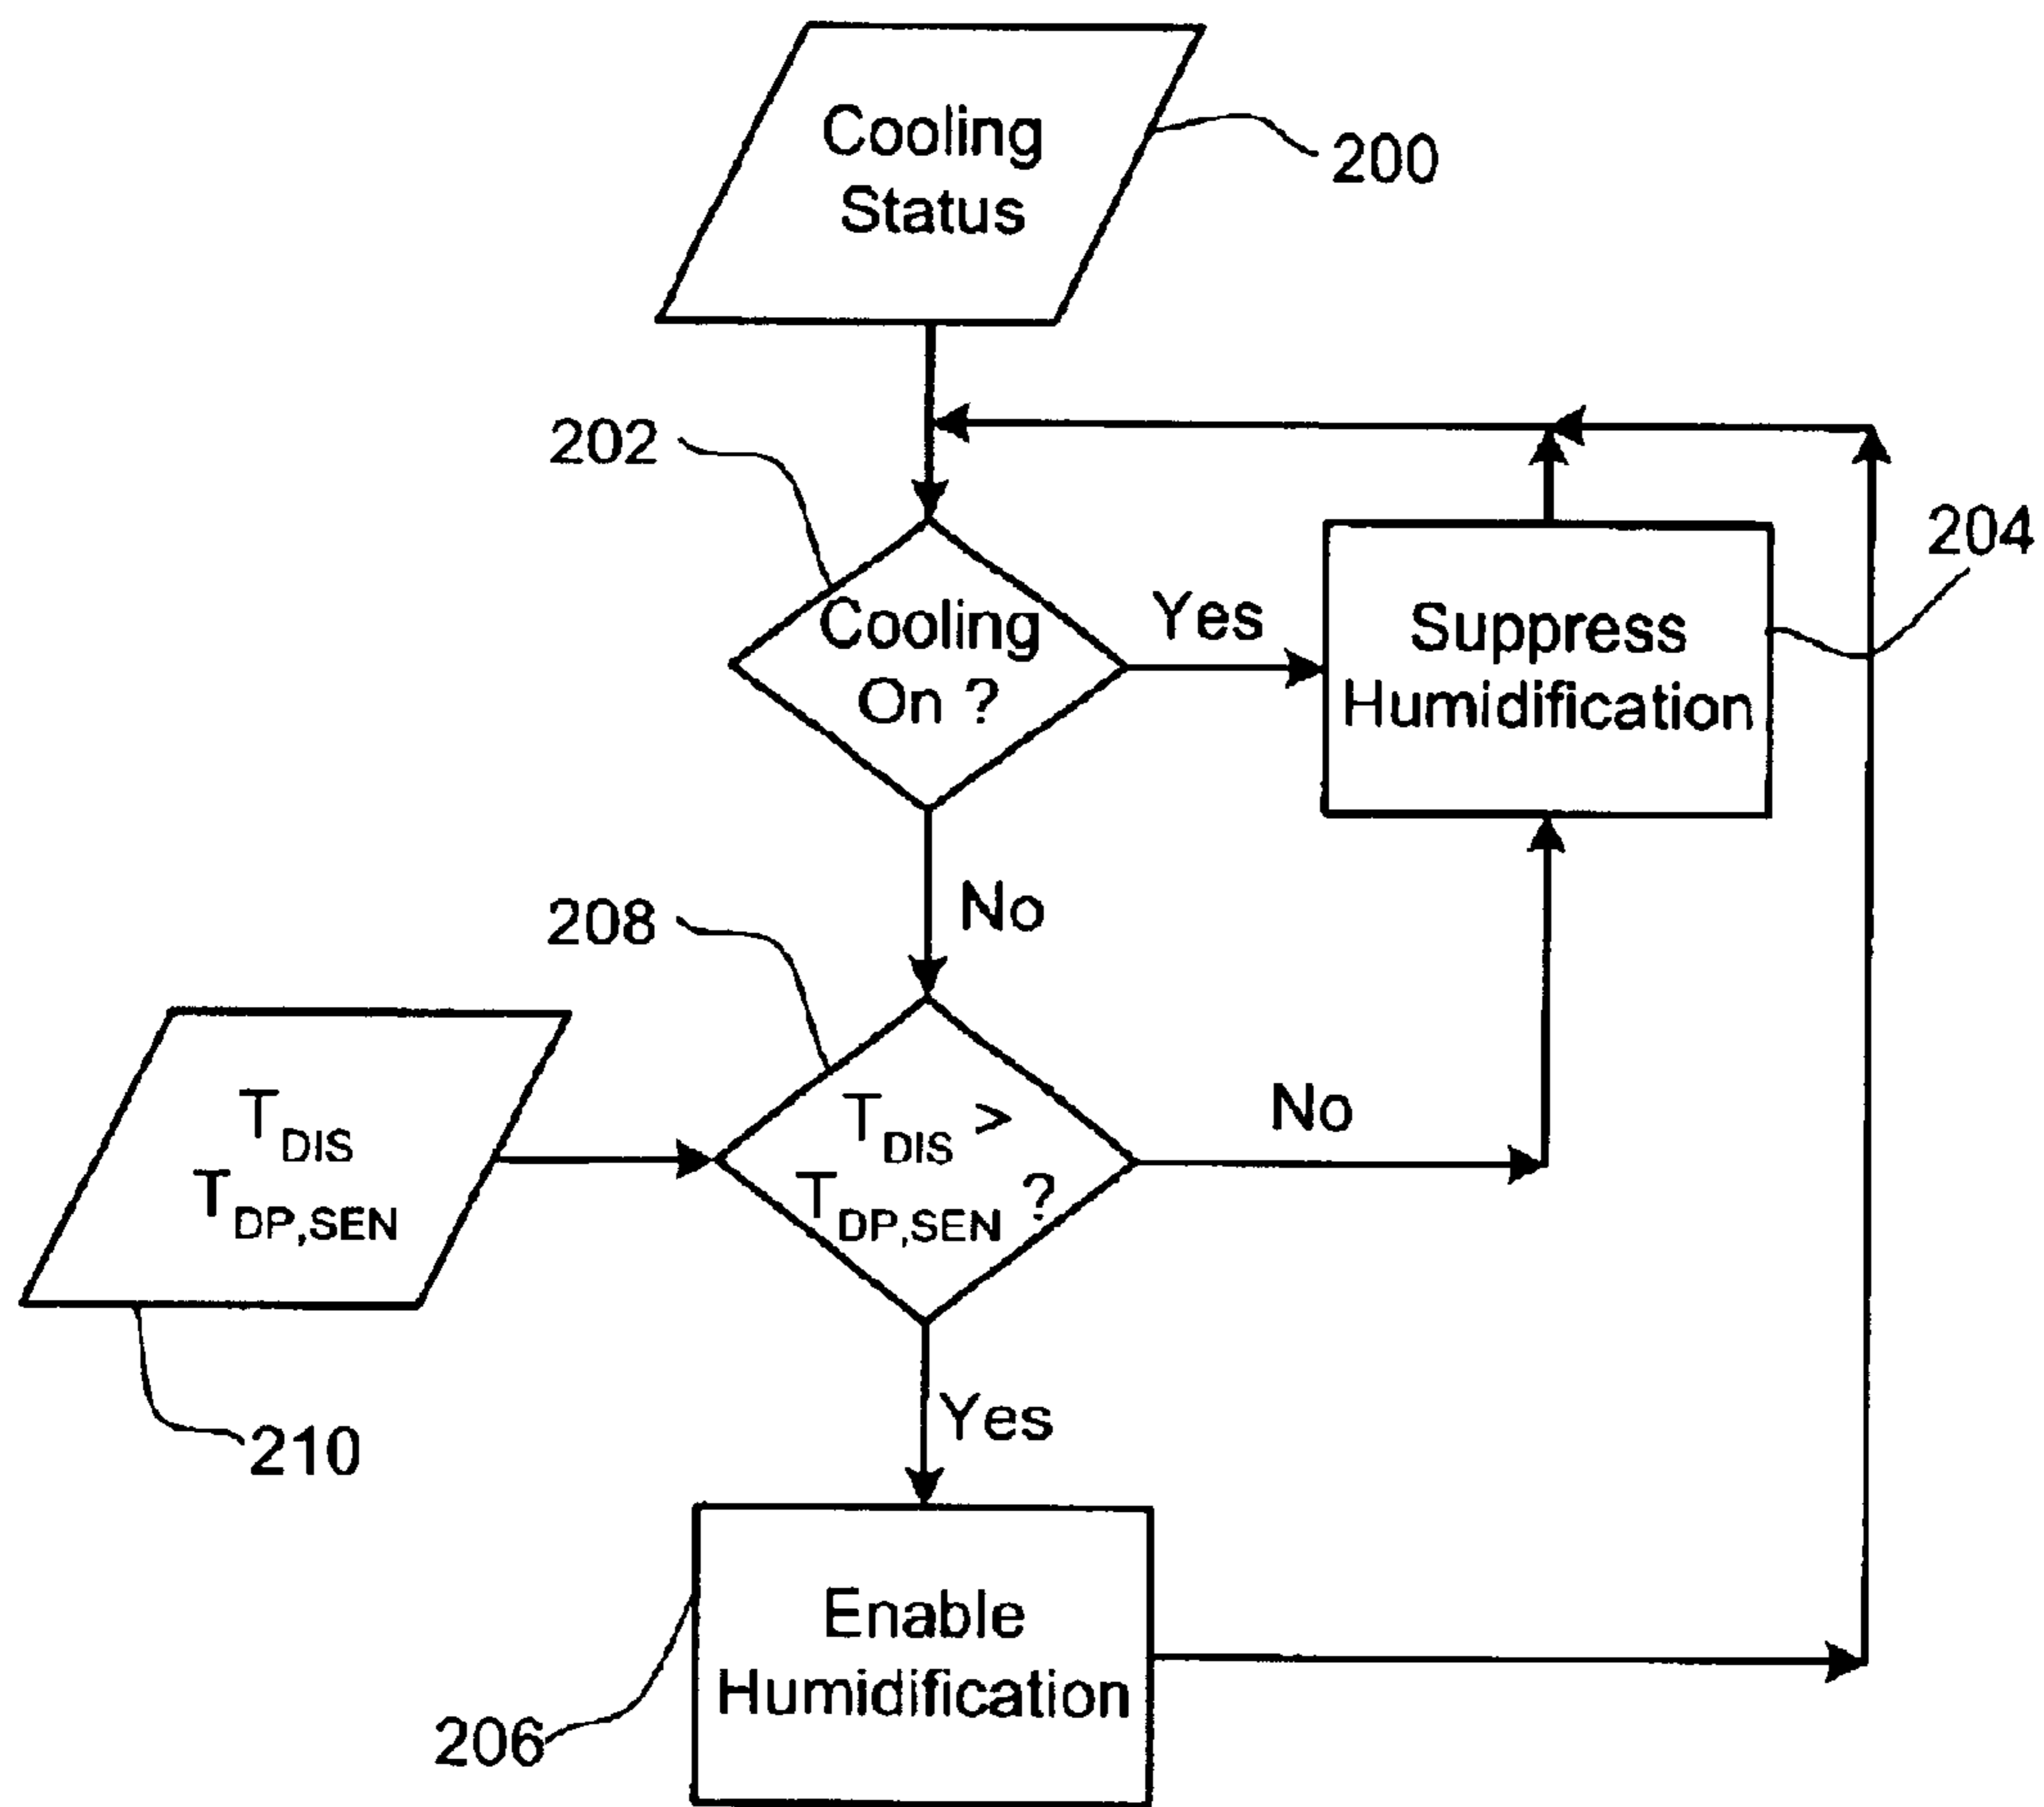 Cooling
Status
200
202
Cooling
On ?
Yes
Suppress
Humidification
204
No
208
T_DIS
T_DP,SEN
T_DIS >
T_DP,SEN ?
No
210
Yes
Enable
Humidification
206